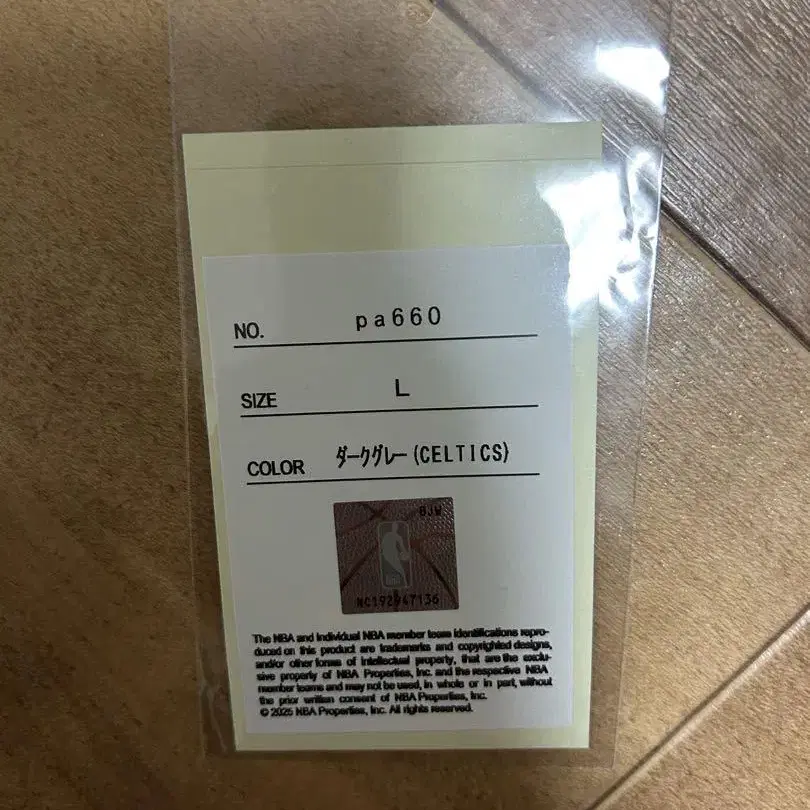 NO. pa660
SIZE L
COLOR ﾀﾞｰｸｸﾞﾚｰ(CELTICS)
BJW
NC192947136
The NBA and individual NBA member team identifications repro-
duced on this product are trademarks and copyrighted designs,
and/or other forms of intellectual property, that are the exclu-
sive property of NBA Properties, Inc. and the respective NBA
member teams and may not be used, in whole or in part, without
the prior written consent of NBA Properties, Inc.
© 2025 NBA Properties, Inc. All rights reserved.